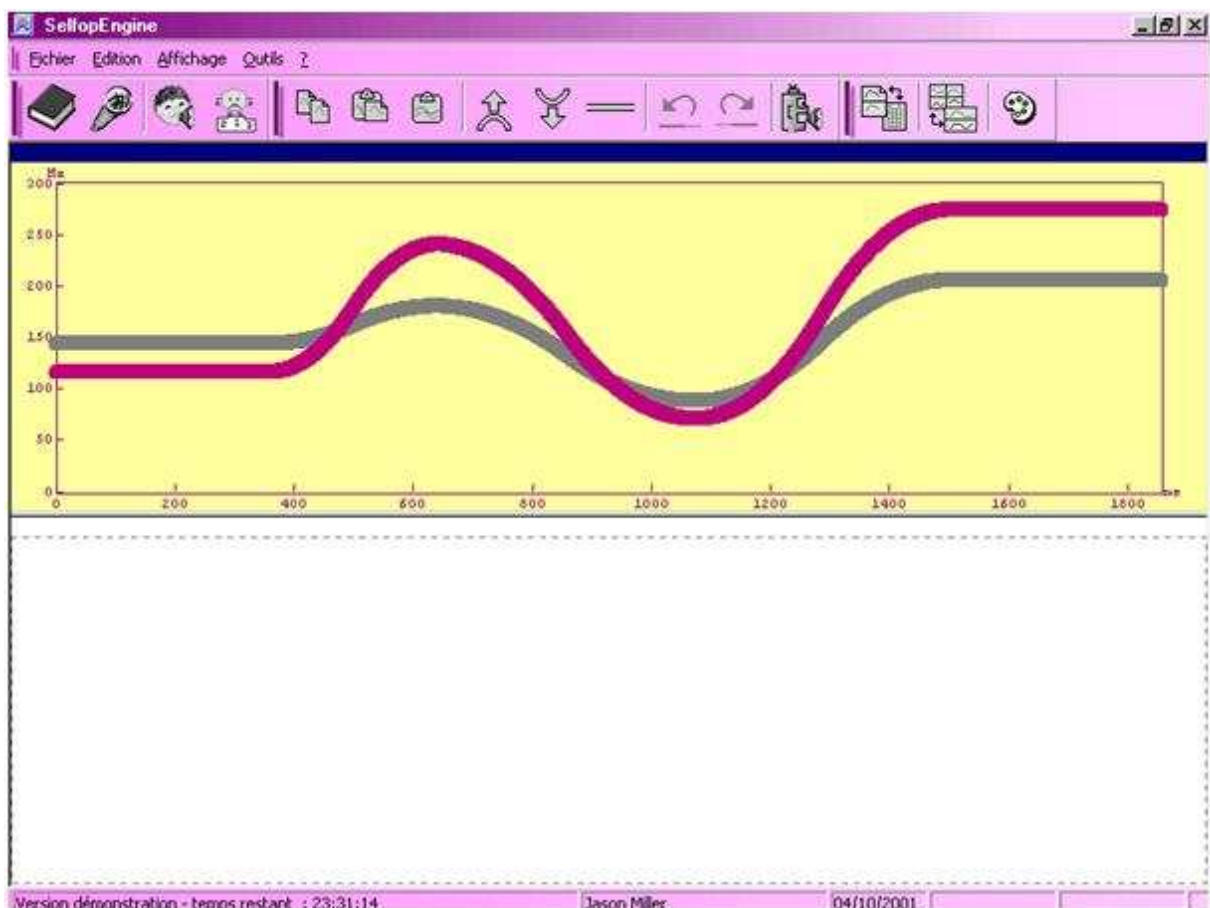 SelfopEngine
Fichier Edition Affichage Outils ?
Hz
300
250
200
150
100
50
0
0 200 400 600 800 1000 1200 1400 1600 1800
Version démonstration - temps restant : 23:31:14 Jason Miller 04/10/2001